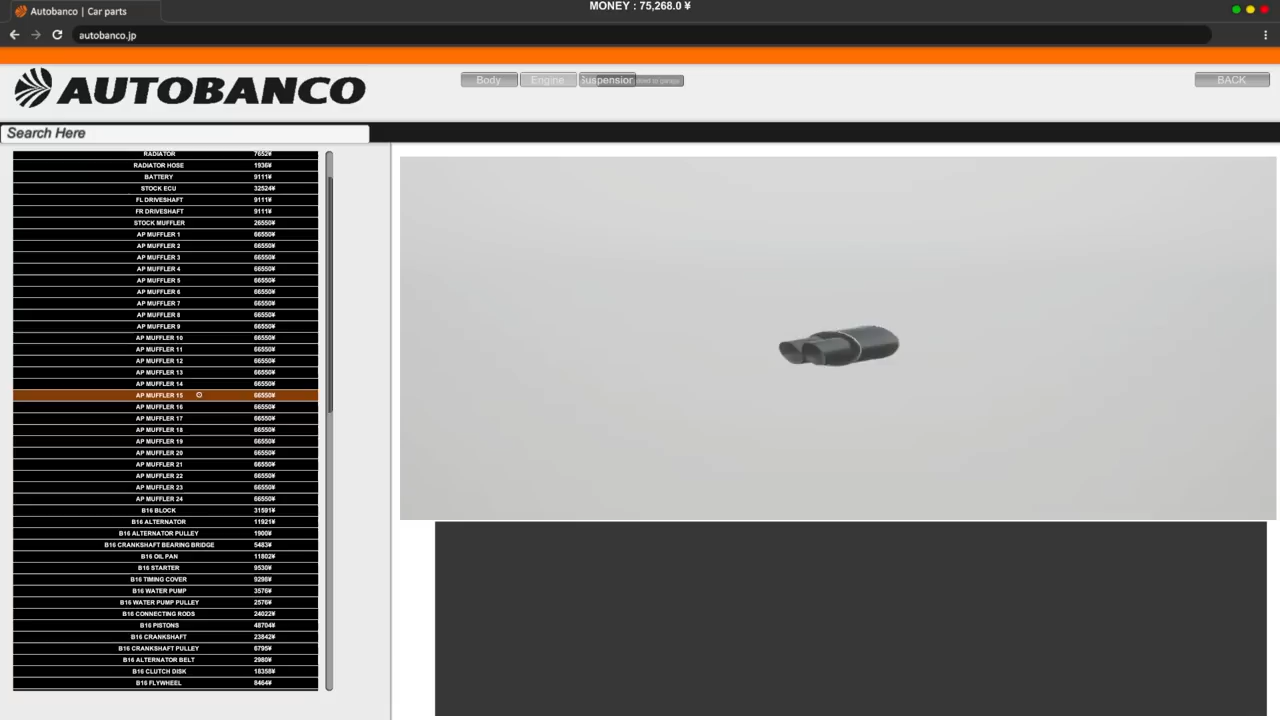 Autobanco | Car parts
MONEY : 75,268.0 ¥
autobanco.jp
AUTOBANCO
Body
Engine
Suspension
BACK
Search Here
RADIATOR 7652¥
RADIATOR HOSE 1936¥
BATTERY 9111¥
STOCK ECU 32524¥
FL DRIVESHAFT 9111¥
FR DRIVESHAFT 9111¥
STOCK MUFFLER 26550¥
AP MUFFLER 1 66550¥
AP MUFFLER 2 66550¥
AP MUFFLER 3 66550¥
AP MUFFLER 4 66550¥
AP MUFFLER 5 66550¥
AP MUFFLER 6 66550¥
AP MUFFLER 7 66550¥
AP MUFFLER 8 66550¥
AP MUFFLER 9 66550¥
AP MUFFLER 10 66550¥
AP MUFFLER 11 66550¥
AP MUFFLER 12 66550¥
AP MUFFLER 13 66550¥
AP MUFFLER 14 66550¥
AP MUFFLER 15 66550¥
AP MUFFLER 16 66550¥
AP MUFFLER 17 66550¥
AP MUFFLER 18 66550¥
AP MUFFLER 19 66550¥
AP MUFFLER 20 66550¥
AP MUFFLER 21 66550¥
AP MUFFLER 22 66550¥
AP MUFFLER 23 66550¥
AP MUFFLER 24 66550¥
B16 BLOCK 31591¥
B16 ALTERNATOR 11921¥
B16 ALTERNATOR PULLEY 1900¥
B16 CRANKSHAFT BEARING BRIDGE 5483¥
B16 OIL PAN 11802¥
B16 STARTER 9530¥
B16 TIMING COVER 9298¥
B16 WATER PUMP 3576¥
B16 WATER PUMP PULLEY 2576¥
B16 CONNECTING RODS 24022¥
B16 PISTONS 48704¥
B16 CRANKSHAFT 23842¥
B16 CRANKSHAFT PULLEY 6795¥
B16 ALTERNATOR BELT 2980¥
B16 CLUTCH DISK 18358¥
B16 FLYWHEEL 8464¥